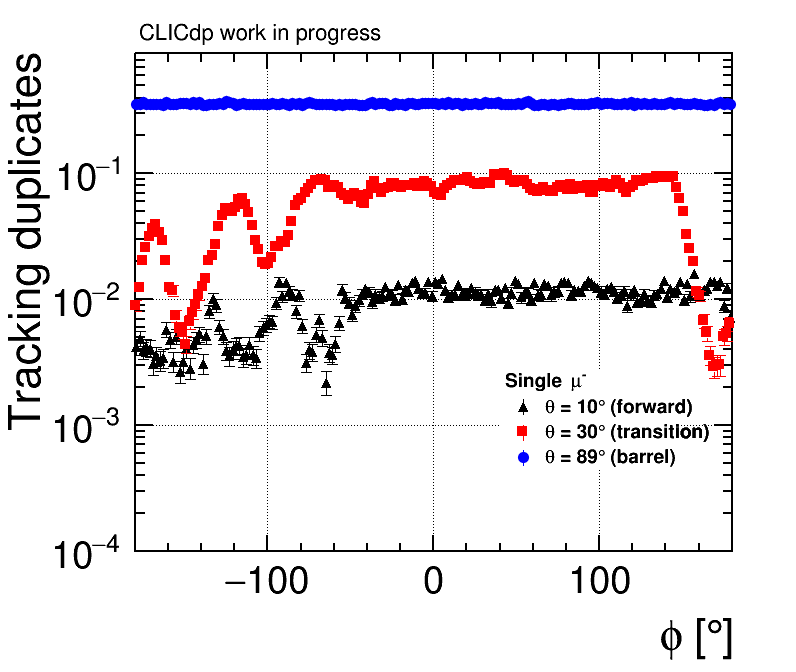 CLICdp work in progress
Tracking duplicates
10⁻¹
10⁻²
10⁻³
10⁻⁴
Single μ⁻
θ = 10° (forward)
θ = 30° (transition)
θ = 89° (barrel)
−100 0 100
ϕ [°]